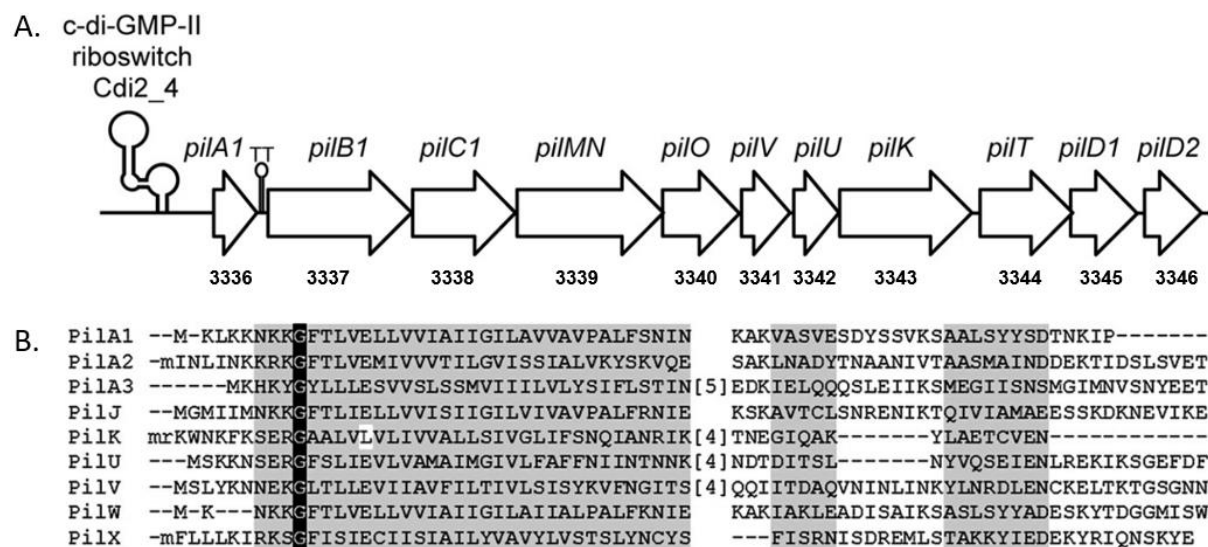 A.
c-di-GMP-II
riboswitch
Cdi2_4
pilA1 TT pilB1 pilC1 pilMN pilO pilV pilU pilK pilT pilD1 pilD2
3336 3337 3338 3339 3340 3341 3342 3343 3344 3345 3346
B.
PilA1 --M-KLKKNKKGFTLVELLVVIAIIGILAVVAVPALFSNIN KAKVASVESDYSSVKSAALSYYSDTNKIP--------
PilA2 -mINLINKKRKGFTLVEMIVVVTILGVISSIALVKYSKVQE SAKLNADYTNAANIVTAASMAINDDEKTIDSLSVET
PilA3 ------MKHKYGYLLLESVVSLSSMVIIILVLYSIFLSTIN[5]EDKIELQQQSLEIIKSMEGIISNSMGIMNVSNYEET
PilJ --MGMIIMNKKGFTLIELLVVISIIGILVIVAVPALFRNIE KSKAVTCLSNRENIKTQIVIAMAEESSKDKNEVIKE
PilK mrKWNKFKSERGAALVLVLIVVALLSIVGLIFSNQIANRIK[4]TNEGIQAK-------YLAETCVEN-----------
PilU ---MSKKNSERGFSLIEVLVAMAIMGIVLFAFFNIINTNNK[4]NDTDITSL-------NYVQSEIENLREKIKSGEFDF
PilV --MSLYKNNEKGLTLLEVIIAVFILTIVLSISYKVFNGITS[4]QQIITDAQVNINLINKYLNRDLENCKELTKTGSGNN
PilW --M-K---NKKGFTLVELLVVIAIIGILAIIAVPALFSNIE KAKIAKLEADISAIKSASLSYYADESKYTDGGMISW
PilX -mFLLLKIRKSGFISIECIISIAILYVAVYLVSTSLYNCYS ---FISRNISDREMLSTAKKYIEDEKYRIQNSKYE